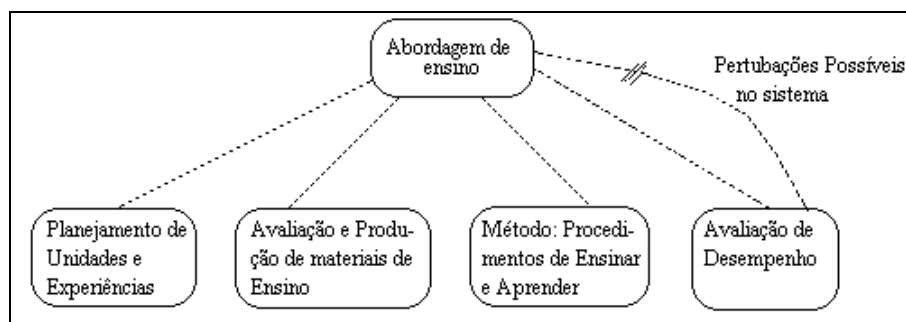 Abordagem de
ensino
Pertubações Possíveis
no sistema
Planejamento de
Unidades e
Experiências
Avaliação e Produ-
ção de materiais de
Ensino
Método: Procedi-
mentos de Ensinar
e Aprender
Avaliação de
Desempenho